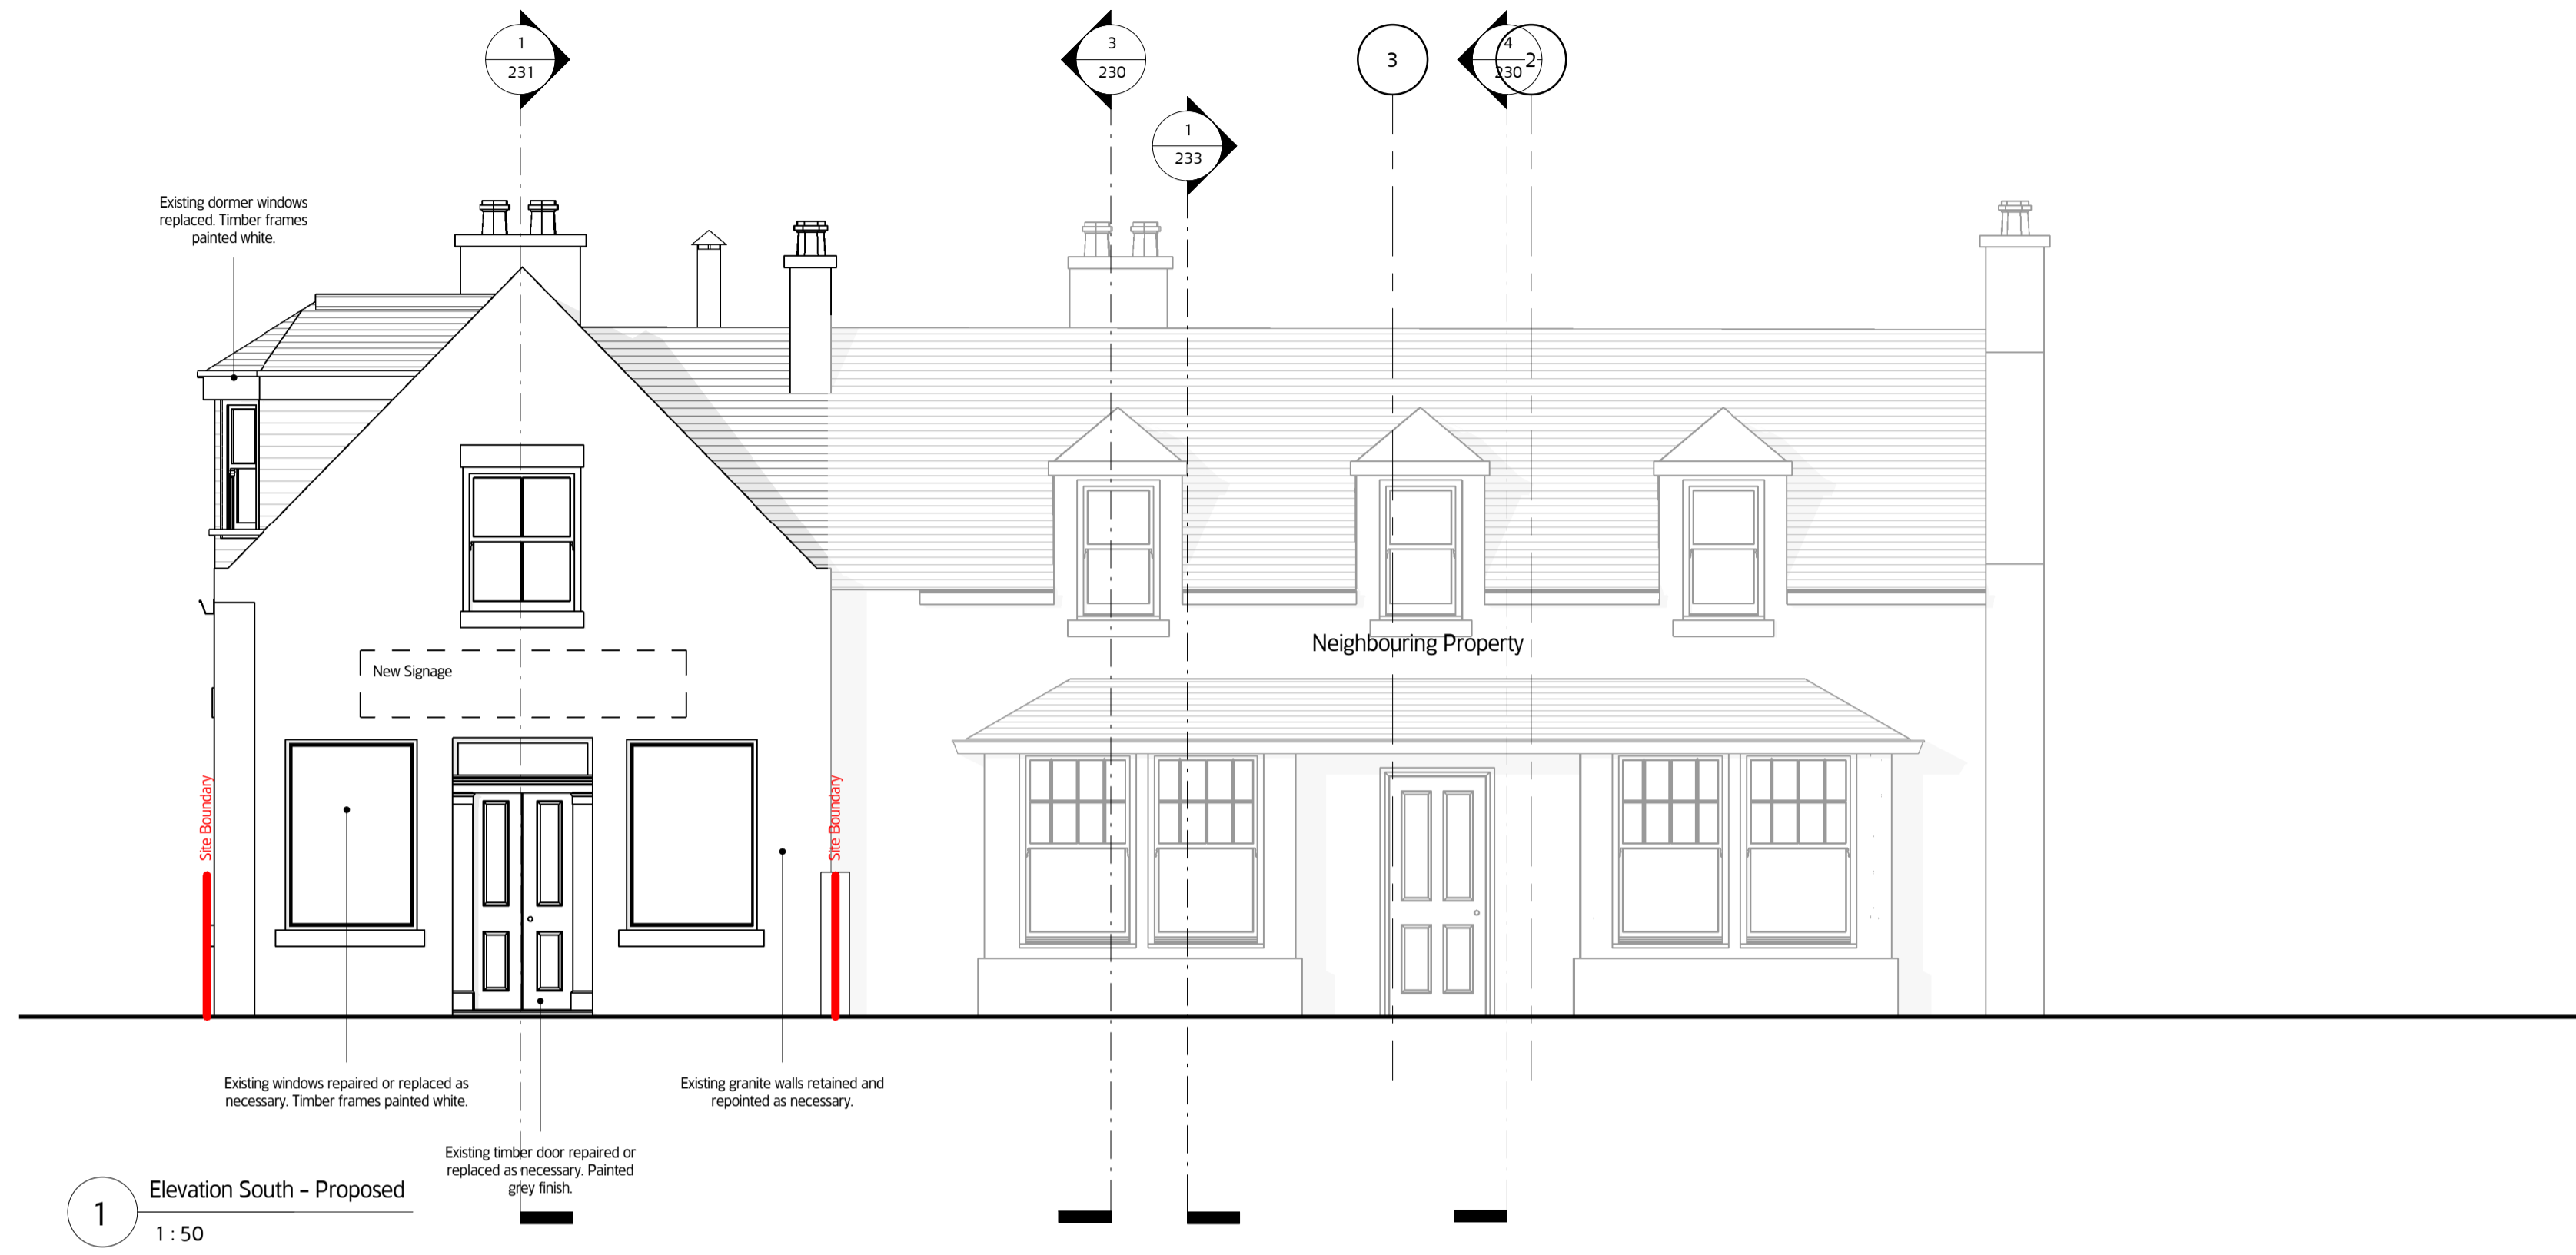 1
231
3
230
3
4
230
2
1
233
Existing dormer windows
replaced. Timber frames
painted white.
Neighbouring Property
New Signage
Site Boundary
Site Boundary
Existing windows repaired or replaced as
necessary. Timber frames painted white.
Existing granite walls retained and
repointed as necessary.
Existing timber door repaired or
replaced as necessary. Painted
grey finish.
1
Elevation South - Proposed
1 : 50